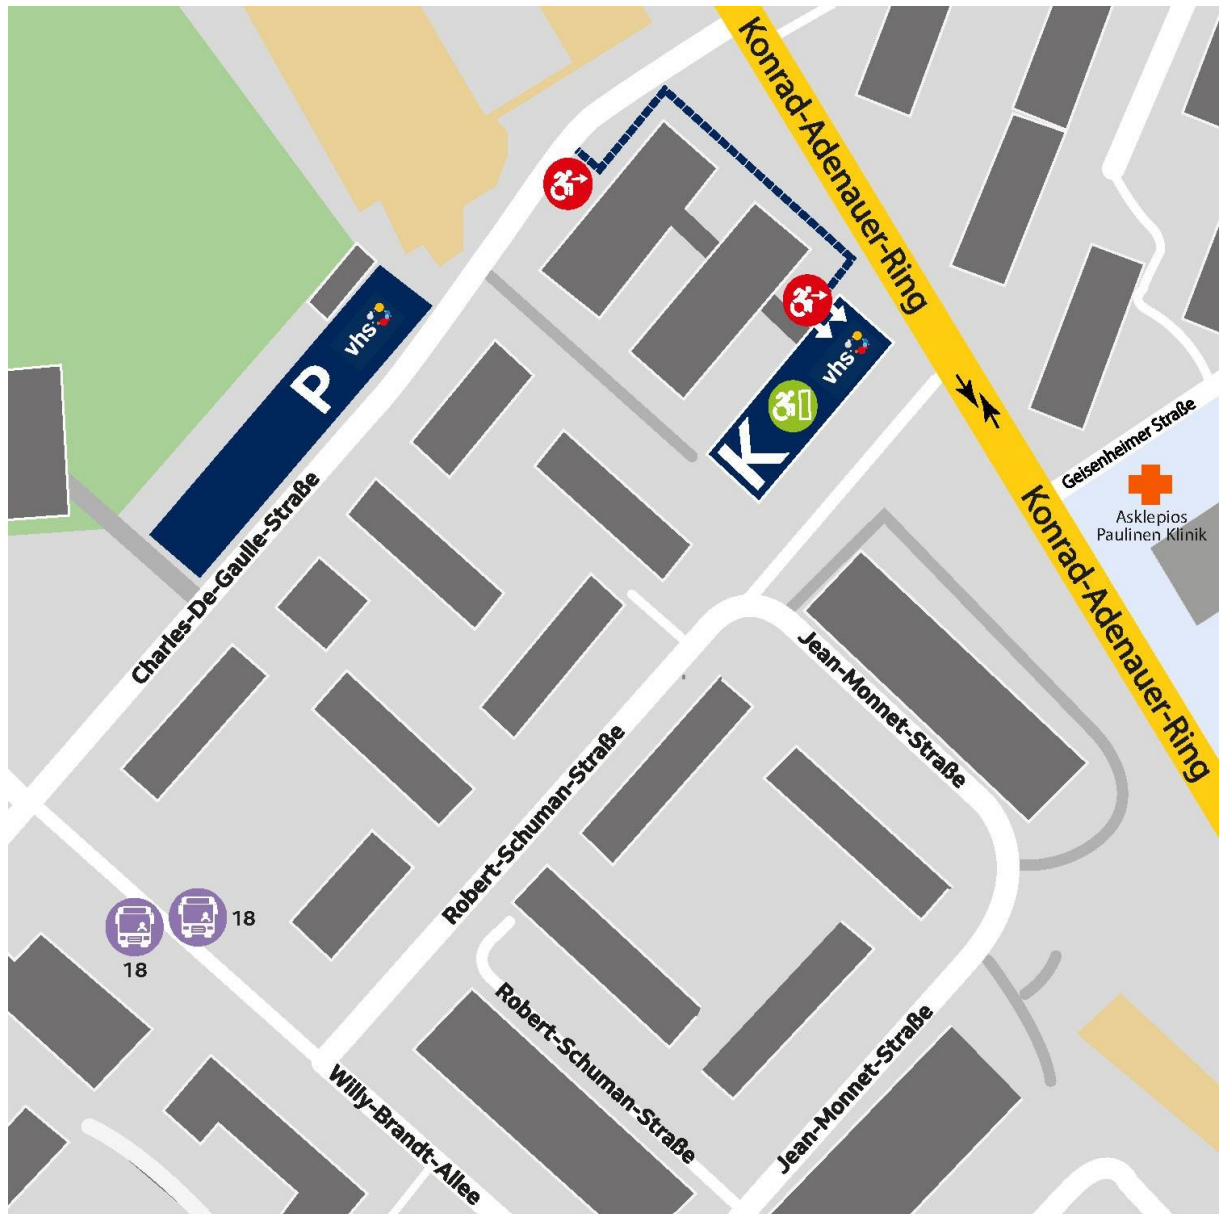 Konrad-Adenauer-Ring
vhs
P
vhs
K
Geisenheimer Straße
Asklepios
Paulinen Klinik
Konrad-Adenauer-Ring
Charles-De-Gaulle-Straße
Jean-Monnet-Straße
Robert-Schuman-Straße
18
18
Robert-Schuman-Straße
Jean-Monnet-Straße
Willy-Brandt-Allee